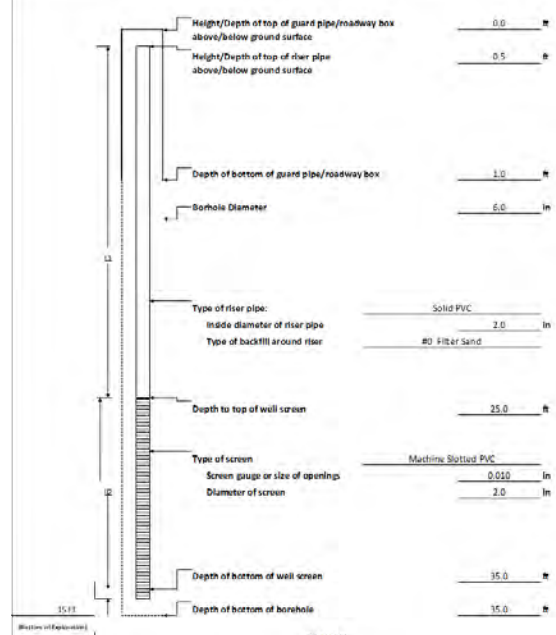 Height/Depth of top of guard pipe/roadway box 0.0 ft
above/below ground surface
Height/Depth of top of riser pipe 0.5 ft
above/below ground surface
Depth of bottom of guard pipe/roadway box 1.0 ft
Borhole Diameter 6.0 in
L1
Type of riser pipe: Solid PVC
Inside diameter of riser pipe 2.0 in
Type of backfill around riser #0 Filter Sand
Depth to top of well screen 25.0 ft
Type of screen Machine Slotted PVC
Screen gauge or size of openings 0.010 in
Diameter of screen 2.0 in
L2
Depth of bottom of well screen 35.0 ft
Depth of bottom of borehole 35.0 ft
(Bottom of Exploration)